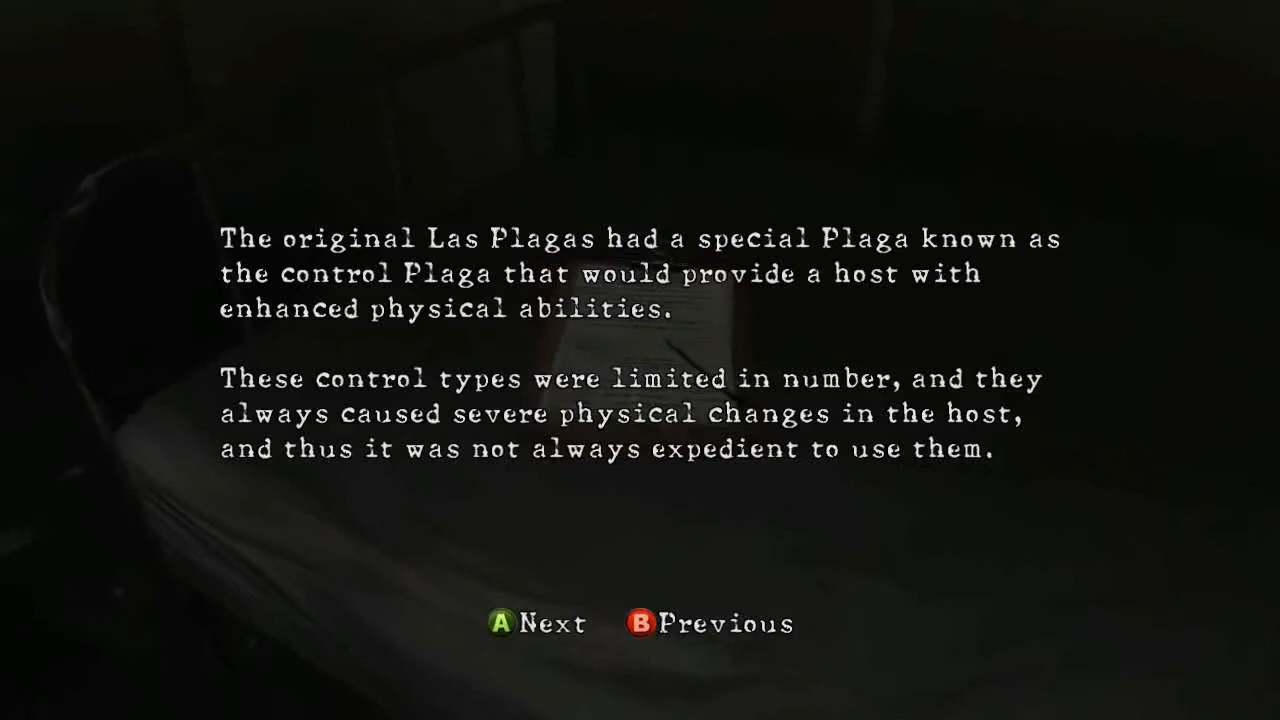 The original Las Plagas had a special Plaga known as
the control Plaga that would provide a host with
enhanced physical abilities.
These control types were limited in number, and they
always caused severe physical changes in the host,
and thus it was not always expedient to use them.
A Next B Previous